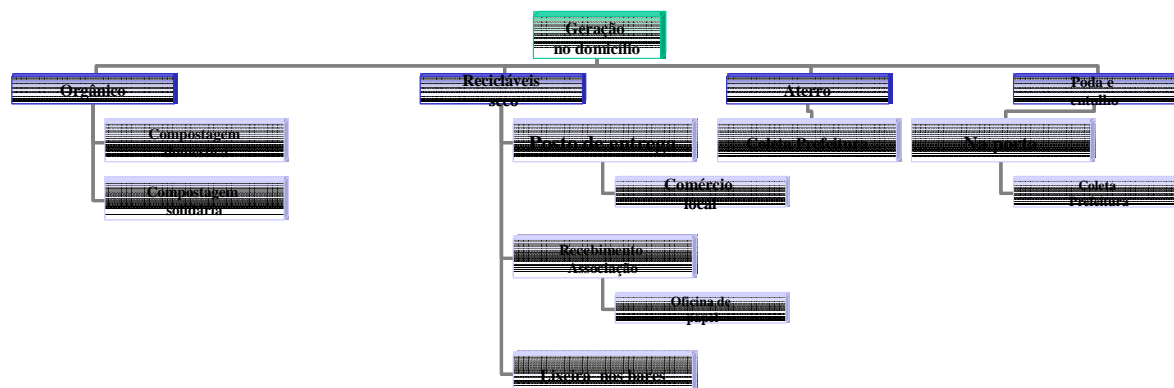 Geração
no domicílio
Orgânico
Recicláveis
seco
Aterro
Poda e
entulho
Compostagem
Compostagem
solidária
Posto de entrega
Comércio
local
Recebimento
Associação
Oficina de
papel
Lixeira nos bares
Coleta Prefeitura
Na porta
Coleta
Prefeitura